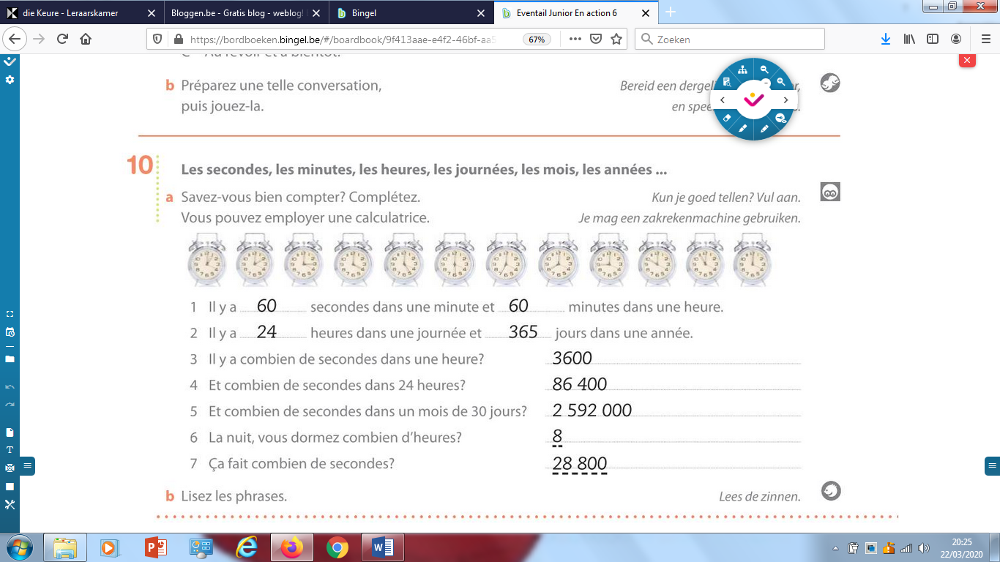 die Keure - Leraarskamer
Bloggen.be - Gratis blog - weblog!
Bingel
Eventail Junior En action 6
https://bordboeken.bingel.be/#/boardbook/9f413aae-e4f2-46bf-aa5
67%
Zoeken
b Préparez une telle conversation,
puis jouez-la.
Bereid een
en
10
Les secondes, les minutes, les heures, les journées, les mois, les années ...
a Savez-vous bien compter? Complétez. Kun je goed tellen? Vul aan.
Vous pouvez employer une calculatrice. Je mag een zakrekenmachine gebruiken.
1 Il y a 60 secondes dans une minute et 60 minutes dans une heure.
2 Il y a 24 heures dans une journée et 365 jours dans une année.
3 Il y a combien de secondes dans une heure? 3600
4 Et combien de secondes dans 24 heures? 86 400
5 Et combien de secondes dans un mois de 30 jours? 2 592 000
6 La nuit, vous dormez combien d'heures? 8
7 Ça fait combien de secondes? 28 800
b Lisez les phrases. Lees de zinnen.
20:25
22/03/2020